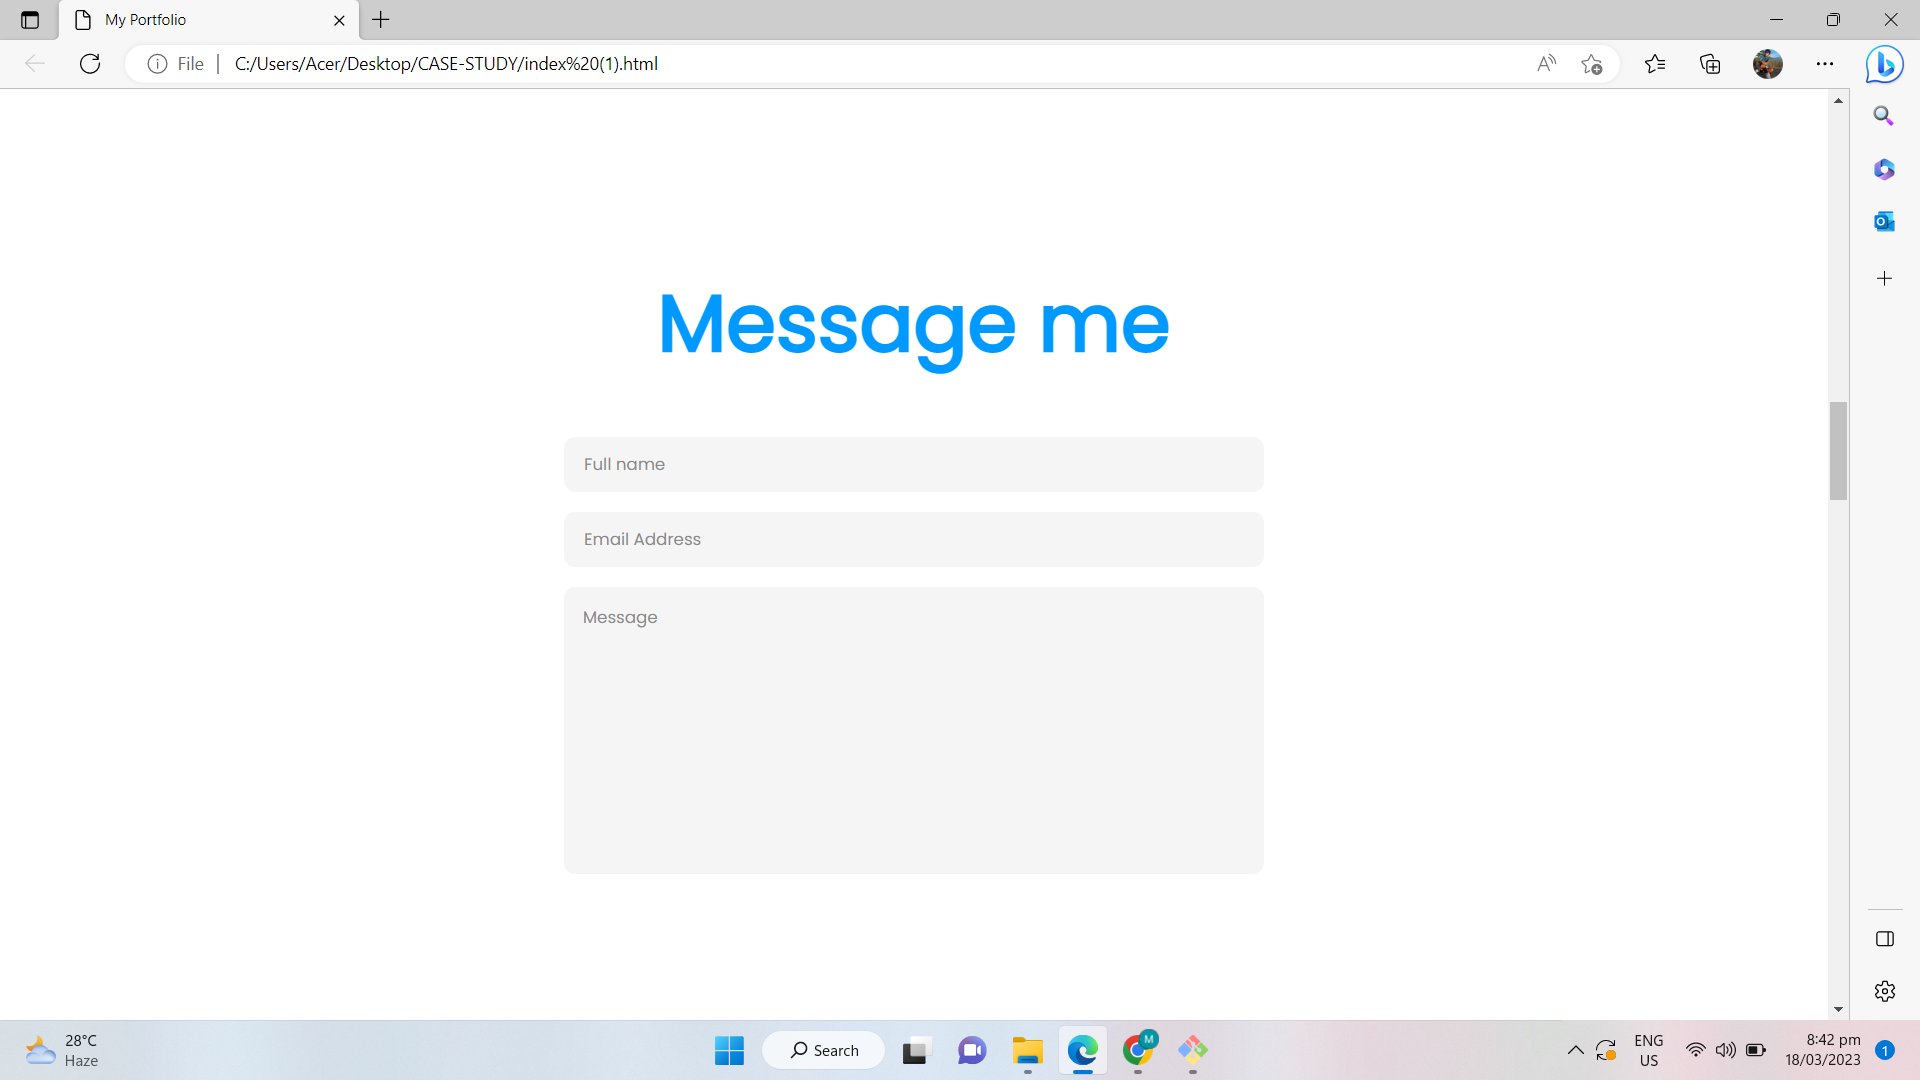 My Portfolio
File
C:/Users/Acer/Desktop/CASE-STUDY/index%20(1).html
Message me
Full name
Email Address
Message
28°C
Haze
Search
M
ENG
US
8:42 pm
18/03/2023
1